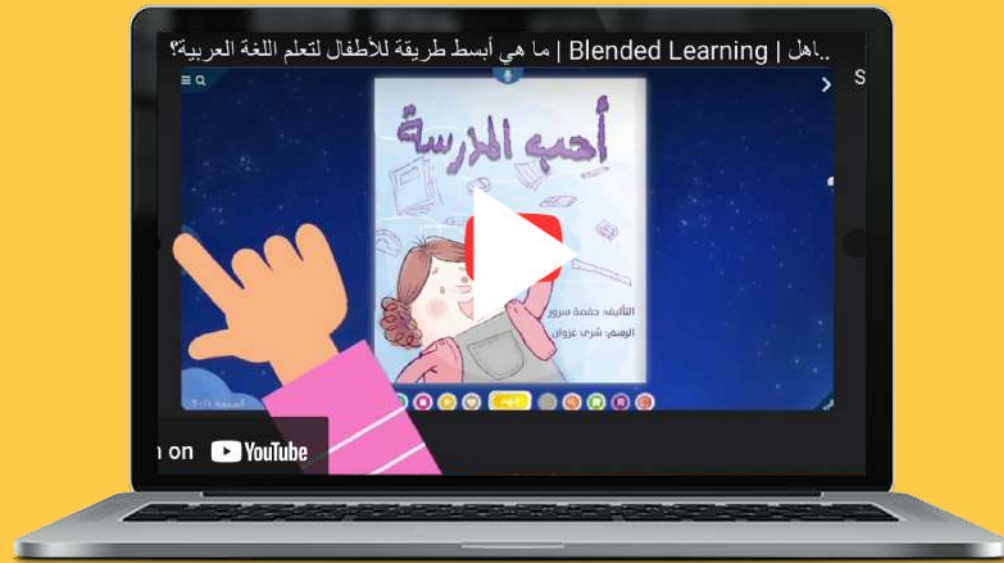 ..اهل | Blended Learning | ما هي أبسط طريقة للأطفال لتعلم اللغة العربية؟
S
أحب المدرسة
التأليف: حفصة سرور
الرسم: شرى غزوان
on YouTube